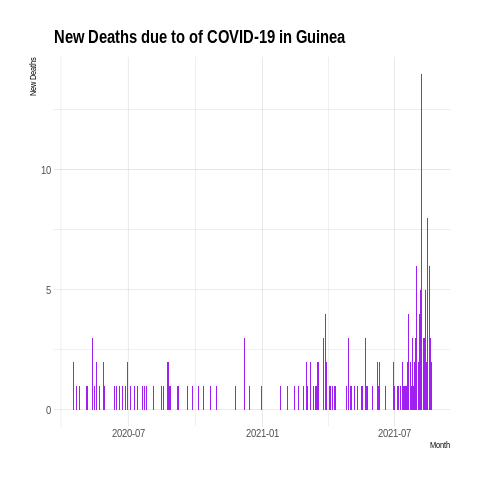 New Deaths due to of COVID-19 in Guinea
New Deaths
10
5
0
2020-07
2021-01
2021-07
Month